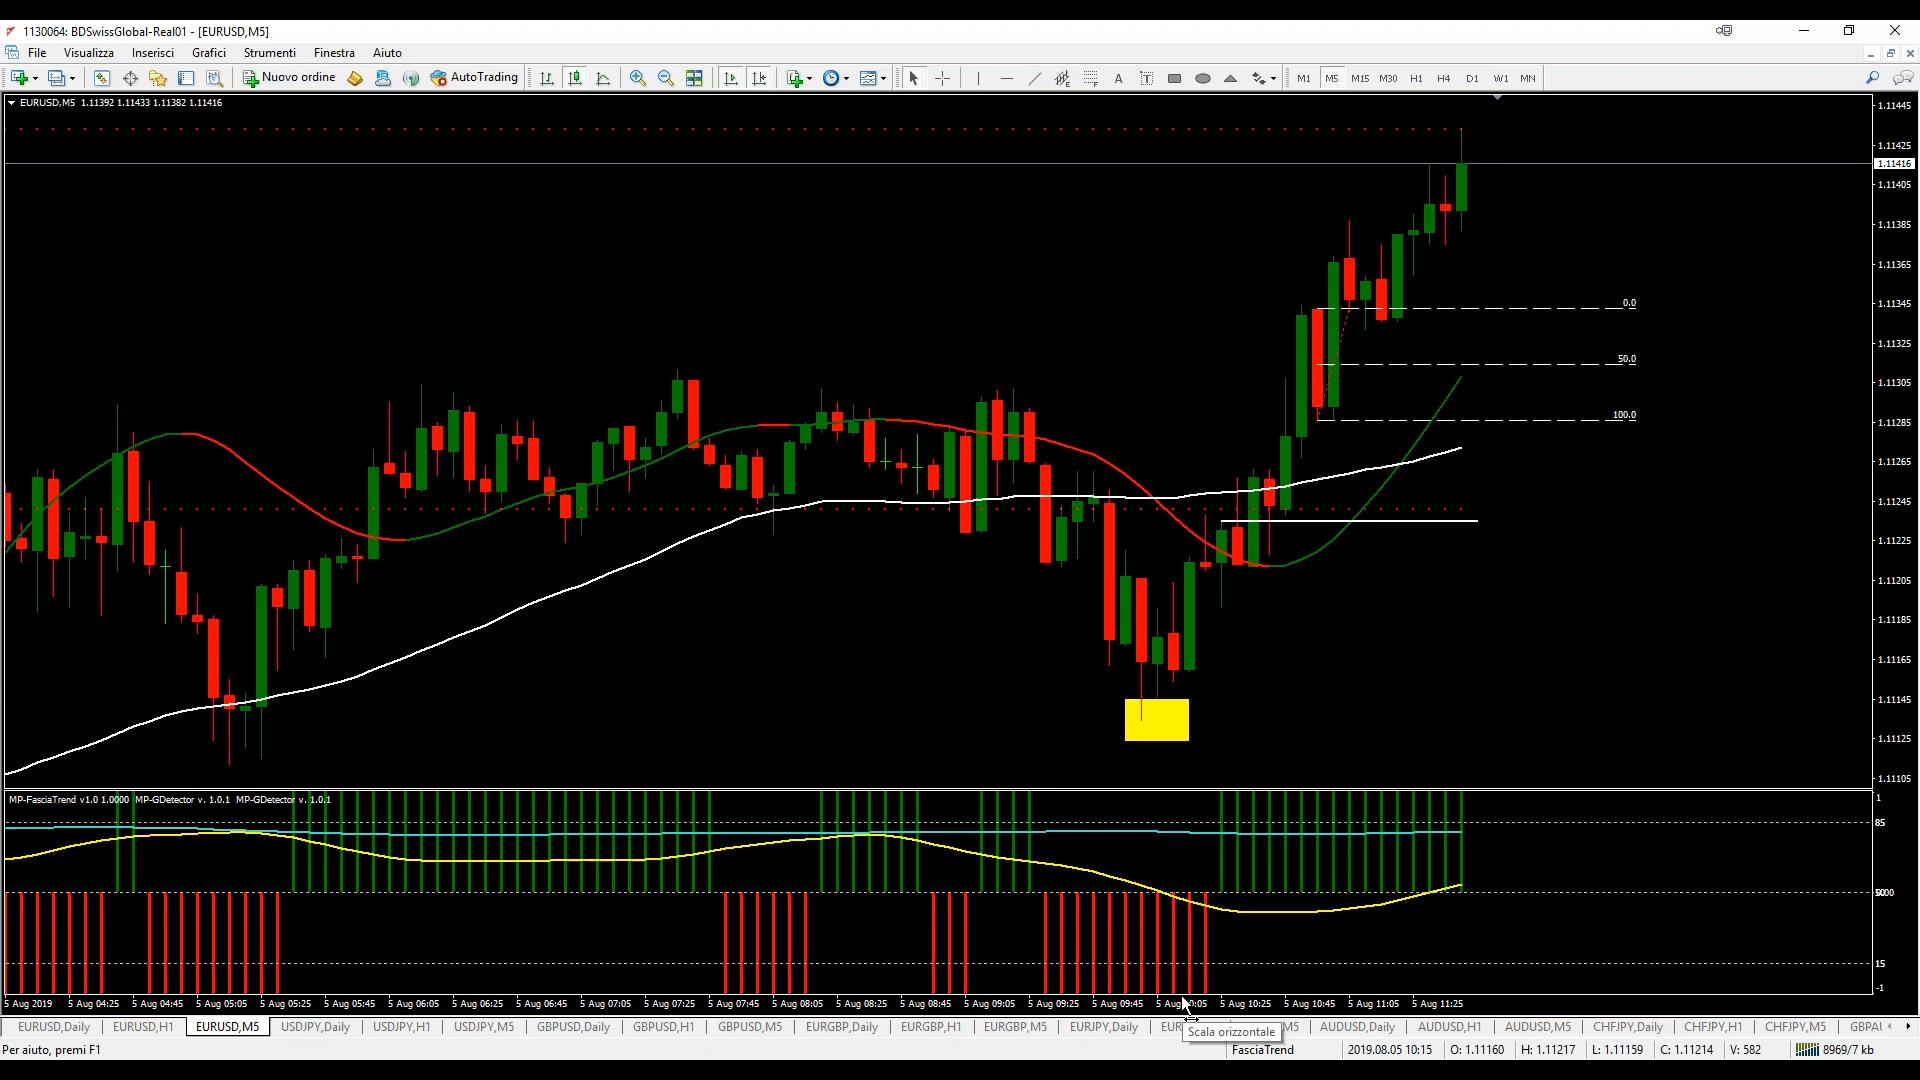 1130064: BDSwissGlobal-Real01 - [EURUSD,M5]
File Visualizza Inserisci Grafici Strumenti Finestra Aiuto
Nuovo ordine AutoTrading A T M1 M5 M15 M30 H1 H4 D1 W1 MN
EURUSD,M5 1.11392 1.11433 1.11382 1.11416
1.11445
1.11425
1.11416
1.11405
1.11385
1.11365
0.0
1.11345
1.11325
50.0
1.11305
100.0
1.11285
1.11265
1.11245
1.11225
1.11205
1.11185
1.11165
1.11145
1.11125
1.11105
MP-FasciaTrend v1.0 1.0000 MP-GDetector v. 1.0.1 MP-GDetector v. 1.0.1
1
85
15
-1
5 Aug 2019 5 Aug 04:25 5 Aug 04:45 5 Aug 05:05 5 Aug 05:25 5 Aug 05:45 5 Aug 06:05 5 Aug 06:25 5 Aug 06:45 5 Aug 07:05 5 Aug 07:25 5 Aug 07:45 5 Aug 08:05 5 Aug 08:25 5 Aug 08:45 5 Aug 09:05 5 Aug 09:25 5 Aug 09:45 5 Aug 5 Aug 10:25 5 Aug 10:45 5 Aug 11:05 5 Aug 11:25
EURUSD,Daily EURUSD,H1 EURUSD,M5 USDJPY,Daily USDJPY,H1 USDJPY,M5 GBPUSD,Daily GBPUSD,H1 GBPUSD,M5 EURGBP,Daily EURGBP,H1 EURGBP,M5 EURJPY,Daily AUDUSD,Daily AUDUSD,H1 AUDUSD,M5 CHFJPY,Daily CHFJPY,H1 CHFJPY,M5
Scala orizzontale
Per aiuto, premi F1 FasciaTrend 2019.08.05 10:15 O: 1.11160 H: 1.11217 L: 1.11159 C: 1.11214 V: 582 8969/7 kb